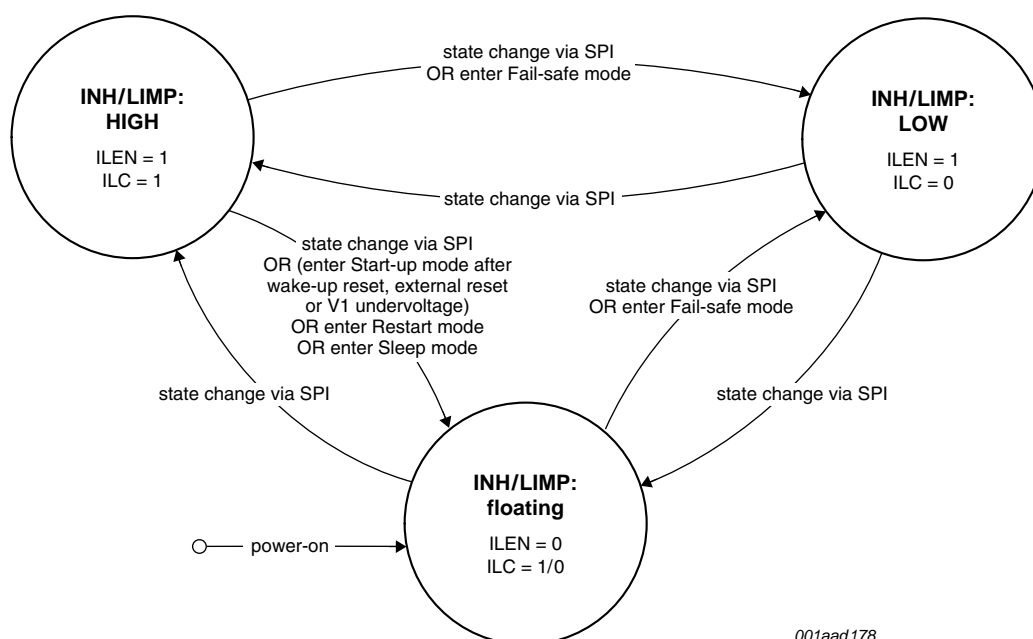 state change via SPI
OR enter Fail-safe mode
INH/LIMP:
HIGH
ILEN = 1
ILC = 1
INH/LIMP:
LOW
ILEN = 1
ILC = 0
state change via SPI
state change via SPI
OR (enter Start-up mode after
wake-up reset, external reset
or V1 undervoltage)
OR enter Restart mode
OR enter Sleep mode
state change via SPI
OR enter Fail-safe mode
state change via SPI
state change via SPI
INH/LIMP:
floating
ILEN = 0
ILC = 1/0
power-on
001aad178